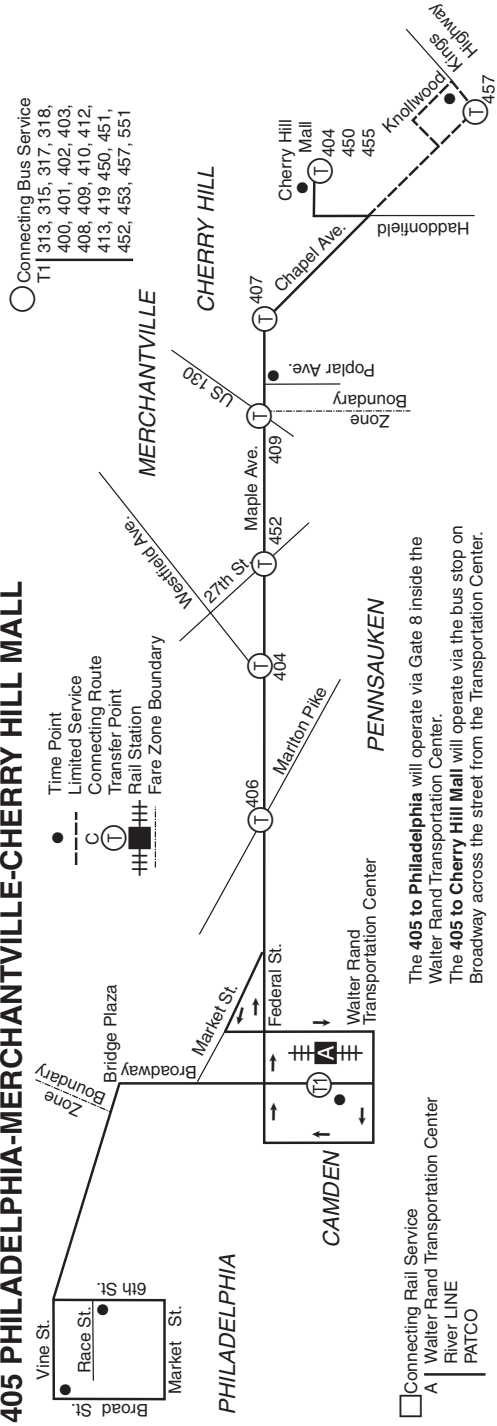 405 PHILADELPHIA-MERCHANTVILLE-CHERRY HILL MALL
Time Point
Limited Service
C Connecting Route
T Transfer Point
Rail Station
Fare Zone Boundary
Connecting Bus Service
T1 313, 315, 317, 318,
400, 401, 402, 403,
408, 409, 410, 412,
413, 419 450, 451,
452, 453, 457, 551
Vine St.
Race St.
6th St.
Broad St.
Market St.
PHILADELPHIA
Zone
Boundary
Bridge Plaza
Broadway
Market St.
Federal St.
T1
A
Walter Rand
Transportation Center
CAMDEN
T
406
Marlton Pike
T
404
Westfield Ave.
27th St.
T
452
Maple Ave.
PENNSAUKEN
MERCHANTVILLE
US 130
T
409
Zone
Boundary
Poplar Ave.
T
407
CHERRY HILL
Chapel Ave.
Haddonfield
Cherry Hill
Mall
T
404
450
455
Knollwood
Kings
Highway
T
457
Connecting Rail Service
A Walter Rand Transportation Center
River LINE
PATCO
The 405 to Philadelphia will operate via Gate 8 inside the
Walter Rand Transportation Center.
The 405 to Cherry Hill Mall will operate via the bus stop on
Broadway across the street from the Transportation Center.